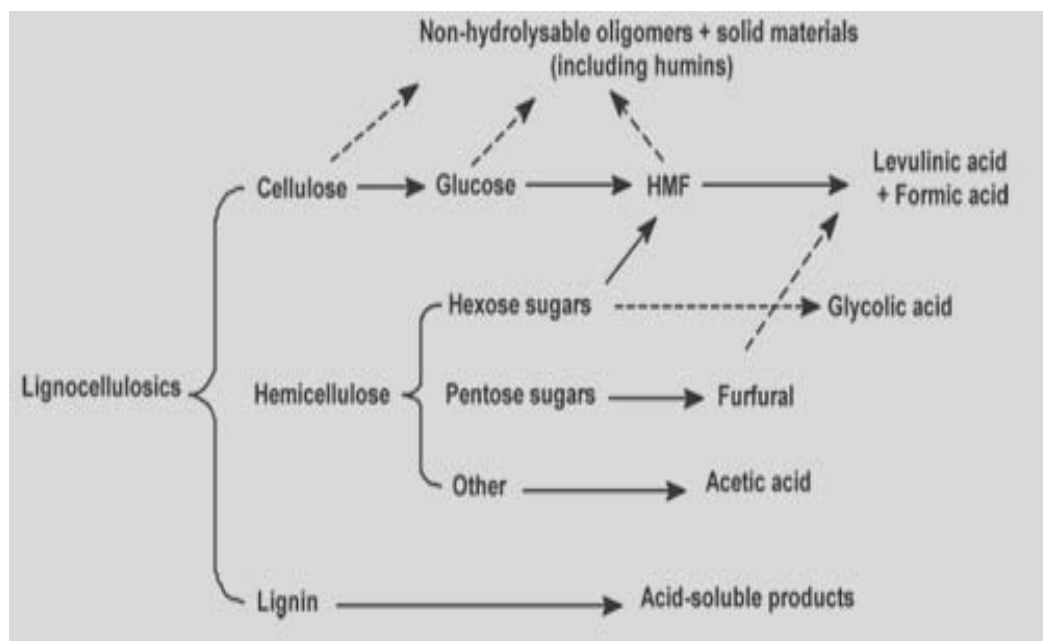 Non-hydrolysable oligomers + solid materials
(including humins)
Cellulose
Glucose
HMF
Levulinic acid
+ Formic acid
Hexose sugars
Glycolic acid
Lignocellulosics
Hemicellulose
Pentose sugars
Furfural
Other
Acetic acid
Lignin
Acid-soluble products